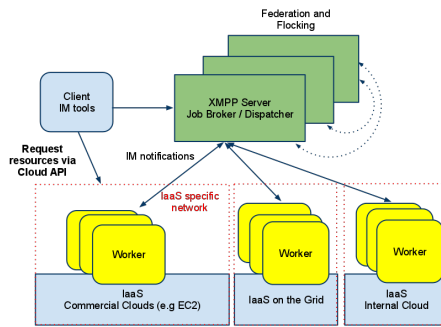 Federation and
Flocking
Client
IM tools
XMPP Server
Job Broker / Dispatcher
Request
resources via
Cloud API
IM notifications
IaaS specific
network
Worker
Worker
Worker
IaaS
Commercial Clouds (e.g EC2)
IaaS on the Grid
IaaS
Internal Cloud